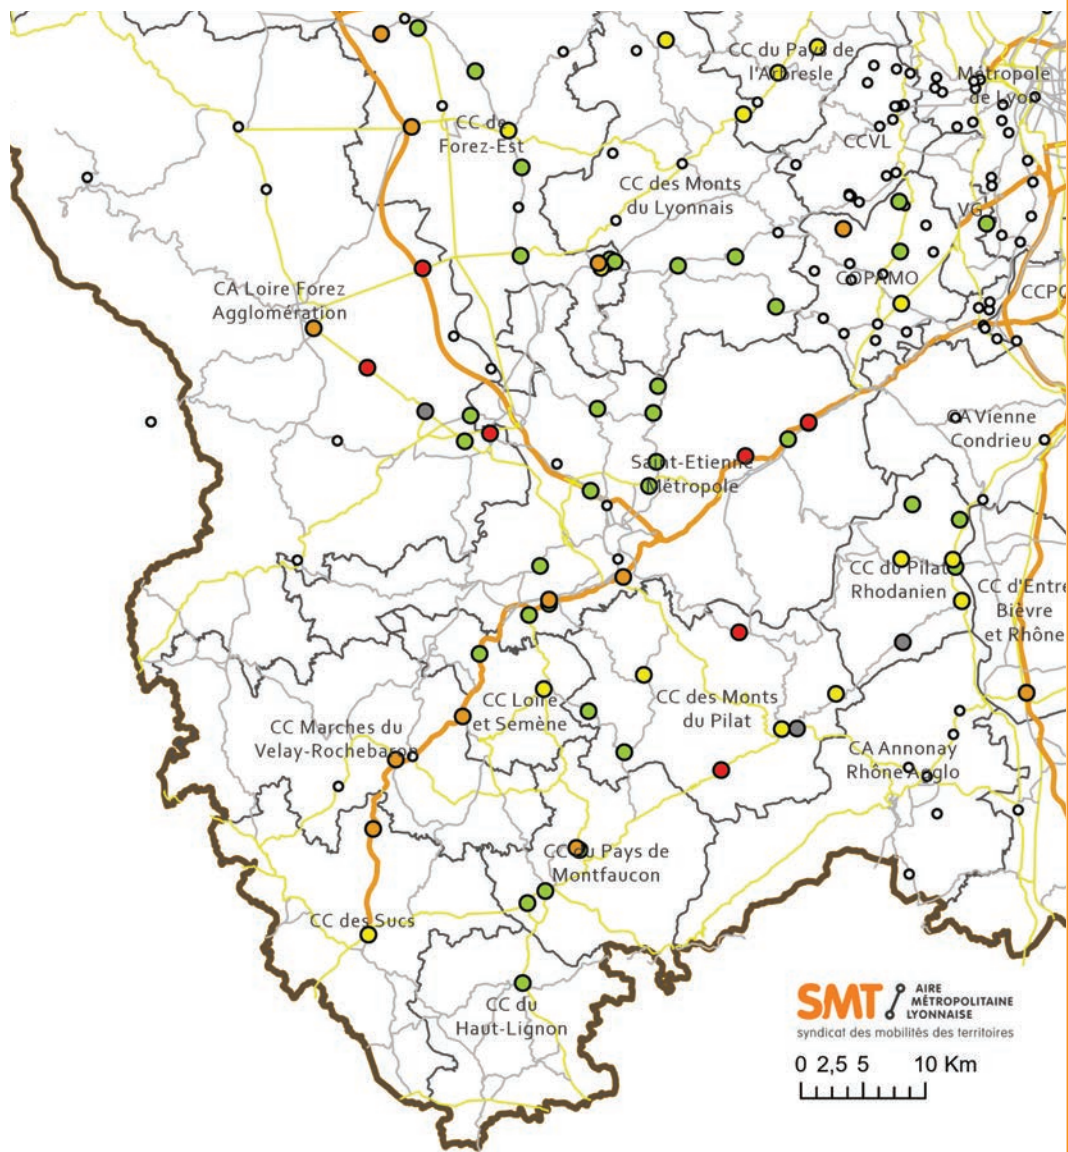 CC du Pays de
l'Arbresle
Métropole
de Lyon
CC de
Forez-Est
CCVL
CC des Monts
du Lyonnais
VG
CA Loire Forez
Agglomération
COPAMO
CCPO
CA Vienne
Condrieu
Saint-Etienne
Métropole
CC du Pilat
Rhodanien
CC d'Entre
Bièvre
et Rhône
CC Loire
et Semène
CC des Monts
du Pilat
CC Marches du
Velay-Rochebaron
CA Annonay
Rhône Agglo
CC du Pays de
Montfaucon
CC des Sucs
CC du
Haut-Lignon
SMT
AIRE
MÉTROPOLITAINE
LYONNAISE
syndicat des mobilités des territoires
0 2,5 5 10 Km